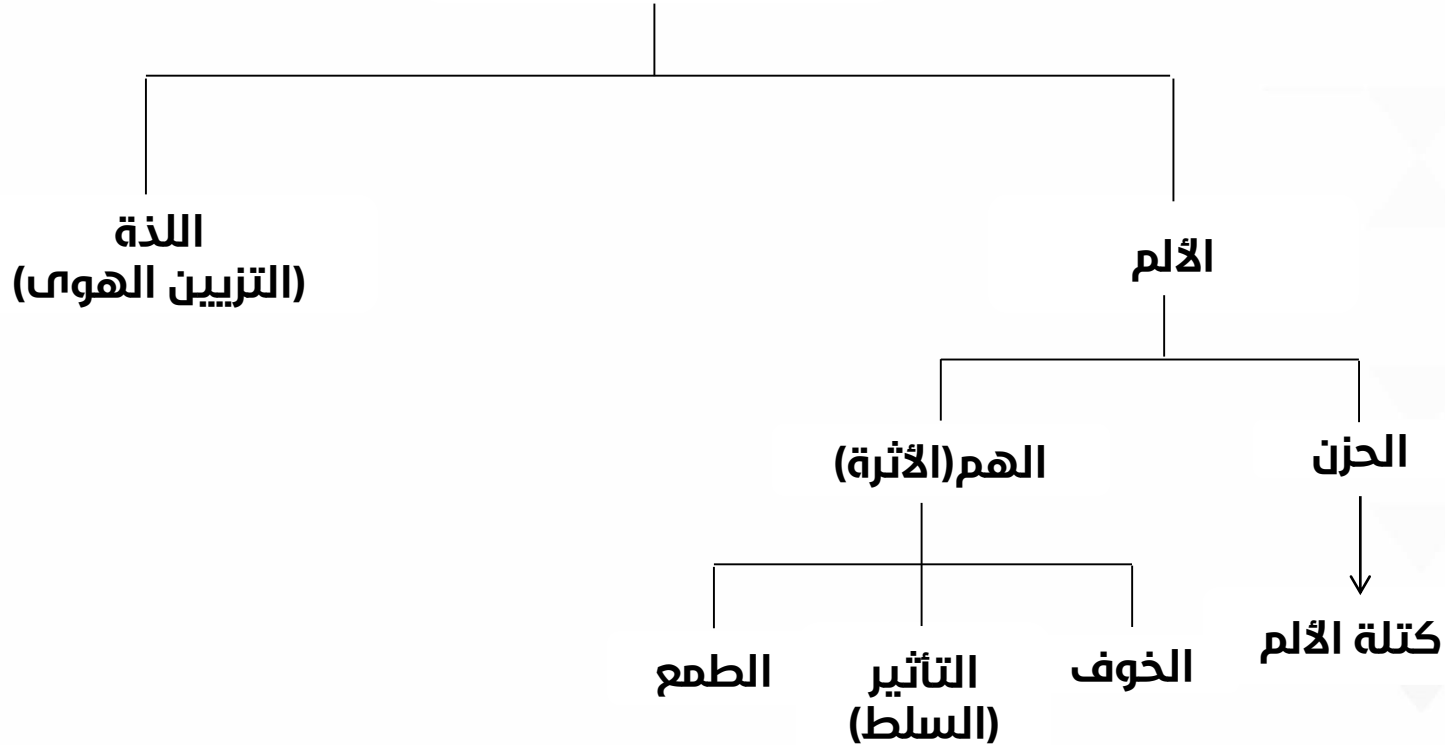 الألم
اللذة
(التزيين الهوى)
الحزن
الهم(الأثرة)
كتلة الألم
الخوف
التأثير
(السلط)
الطمع